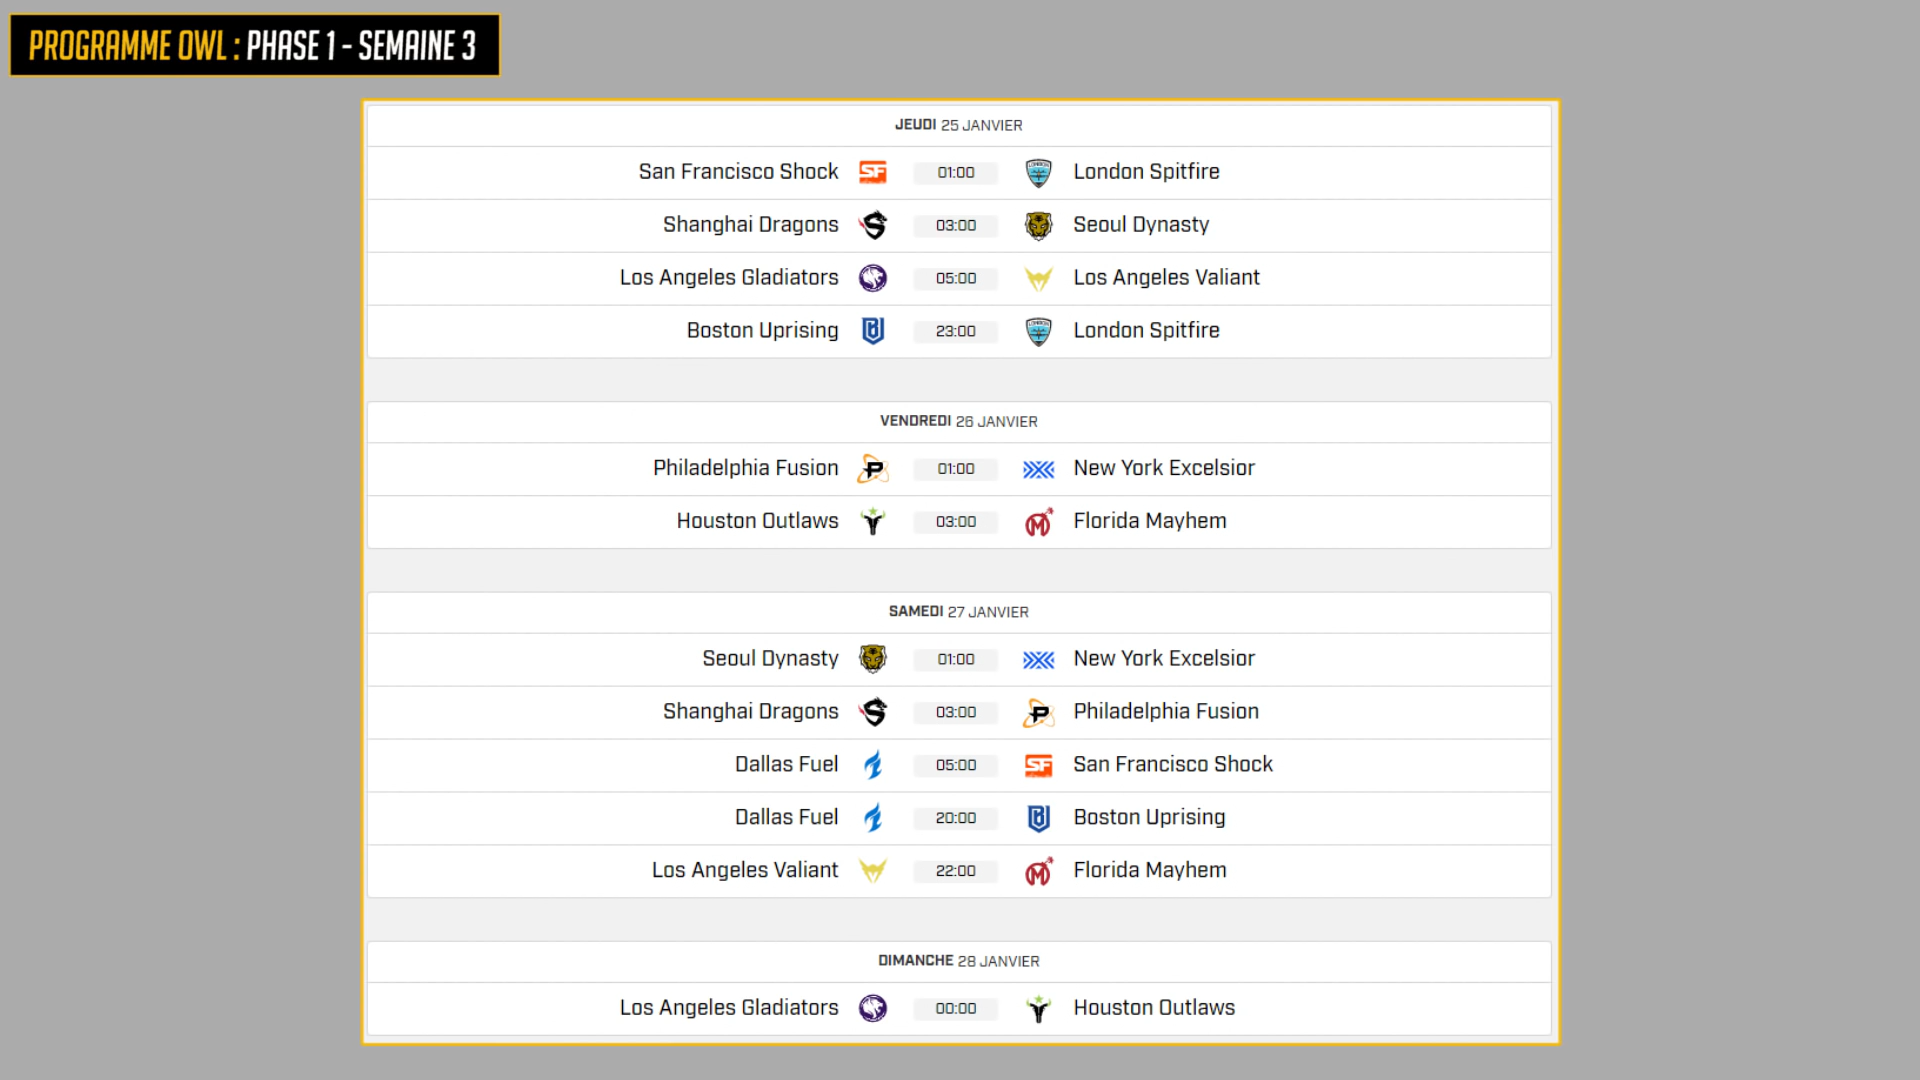 PROGRAMME OWL : PHASE 1 - SEMAINE 3
JEUDI 25 JANVIER
San Francisco Shock SF 01:00 LONDON London Spitfire
Shanghai Dragons 03:00 Seoul Dynasty
Los Angeles Gladiators 05:00 Los Angeles Valiant
Boston Uprising B 23:00 LONDON London Spitfire
VENDREDI 26 JANVIER
Philadelphia Fusion P 01:00 New York Excelsior
Houston Outlaws 03:00 M Florida Mayhem
SAMEDI 27 JANVIER
Seoul Dynasty 01:00 New York Excelsior
Shanghai Dragons 03:00 P Philadelphia Fusion
Dallas Fuel 05:00 SF San Francisco Shock
Dallas Fuel 20:00 B Boston Uprising
Los Angeles Valiant 22:00 M Florida Mayhem
DIMANCHE 28 JANVIER
Los Angeles Gladiators 00:00 Houston Outlaws